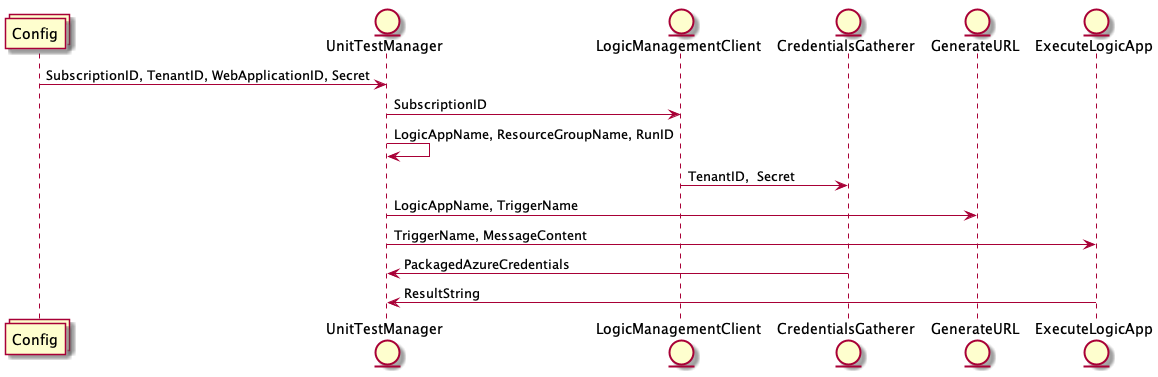 Config
UnitTestManager
LogicManagementClient
CredentialsGatherer
GenerateURL
ExecuteLogicApp
SubscriptionID, TenantID, WebApplicationID, Secret
SubscriptionID
LogicAppName, ResourceGroupName, RunID
TenantID,  Secret
LogicAppName, TriggerName
TriggerName, MessageContent
PackagedAzureCredentials
ResultString
Config
UnitTestManager
LogicManagementClient
CredentialsGatherer
GenerateURL
ExecuteLogicApp